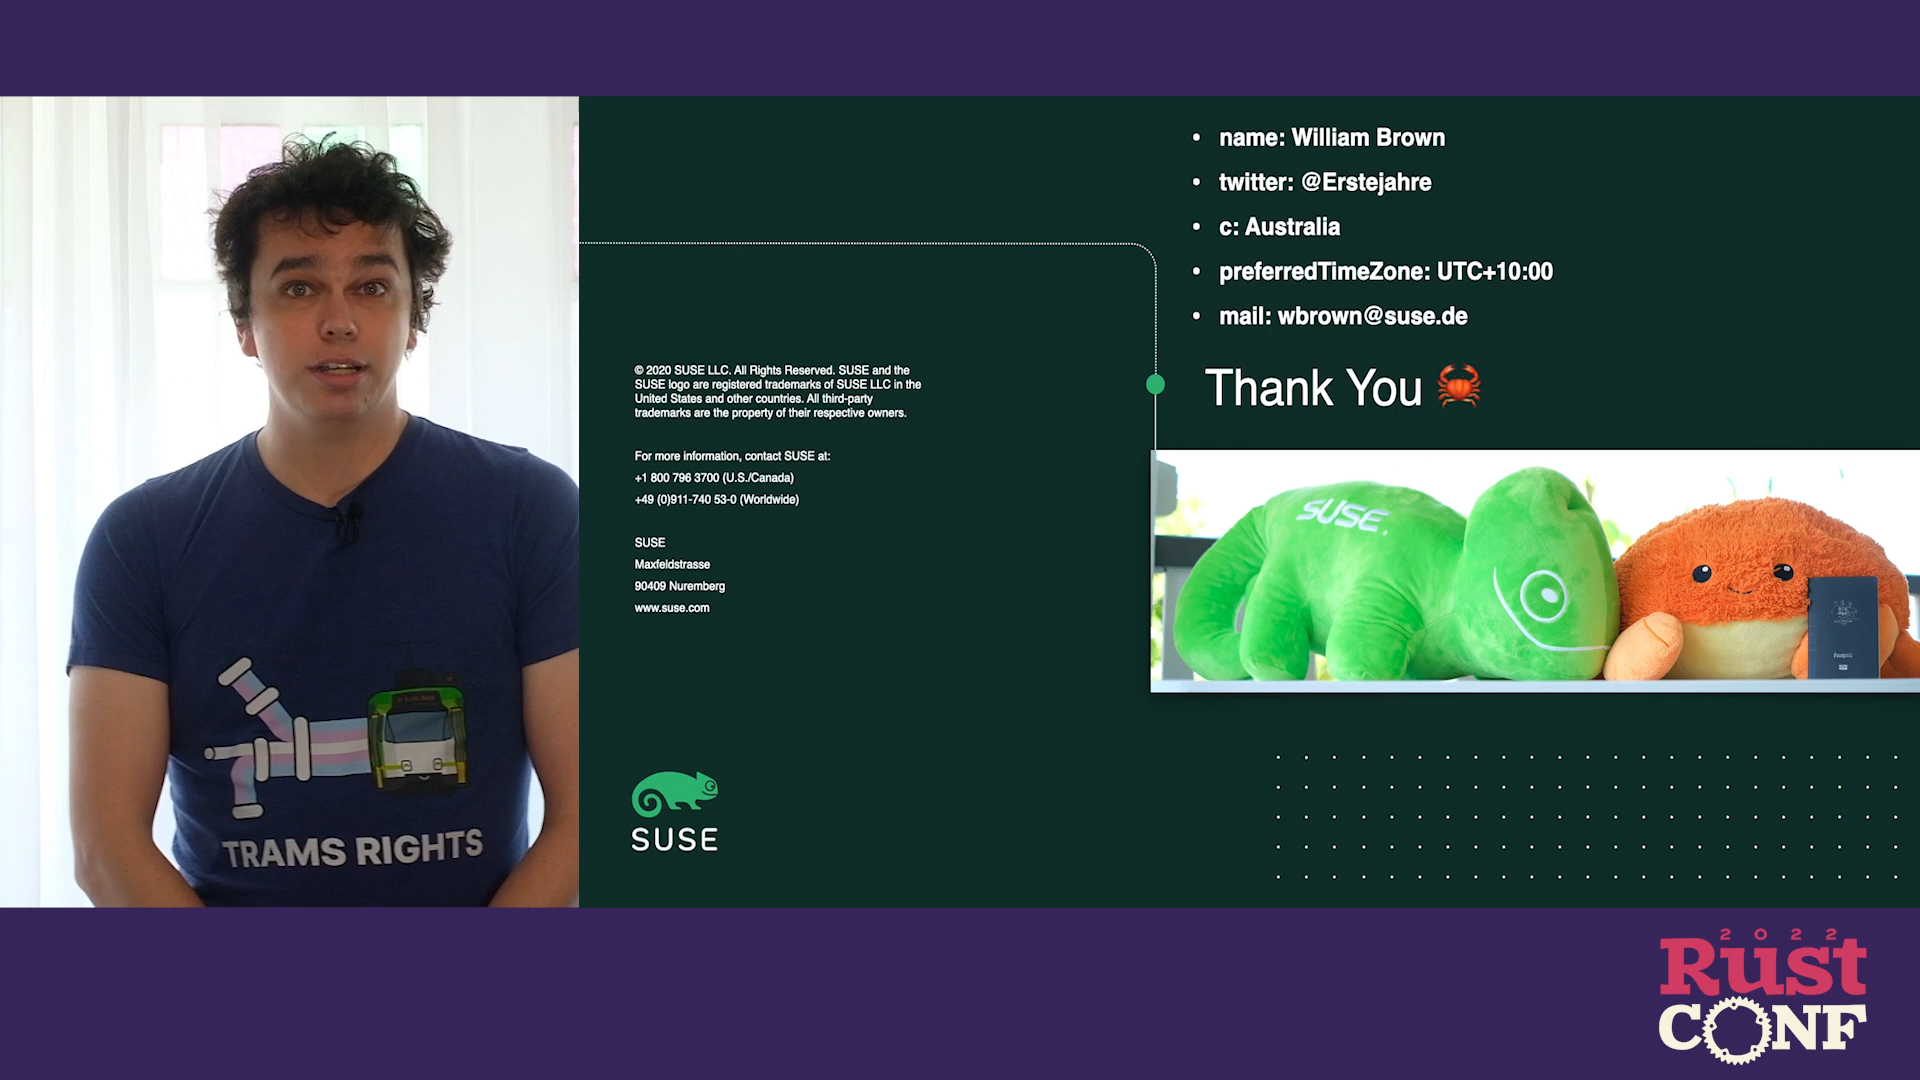 • name: William Brown
• twitter: @Erstejahre
• c: Australia
• preferredTimeZone: UTC+10:00
• mail: wbrown@suse.de
Thank You 🦀
© 2020 SUSE LLC. All Rights Reserved. SUSE and the
SUSE logo are registered trademarks of SUSE LLC in the
United States and other countries. All third-party
trademarks are the property of their respective owners.
For more information, contact SUSE at:
+1 800 796 3700 (U.S./Canada)
+49 (0)911-740 53-0 (Worldwide)
SUSE
Maxfeldstrasse
90409 Nuremberg
www.suse.com
SUSE
SUSE.
Passport
TRAMS RIGHTS
2022
Rust
CONF